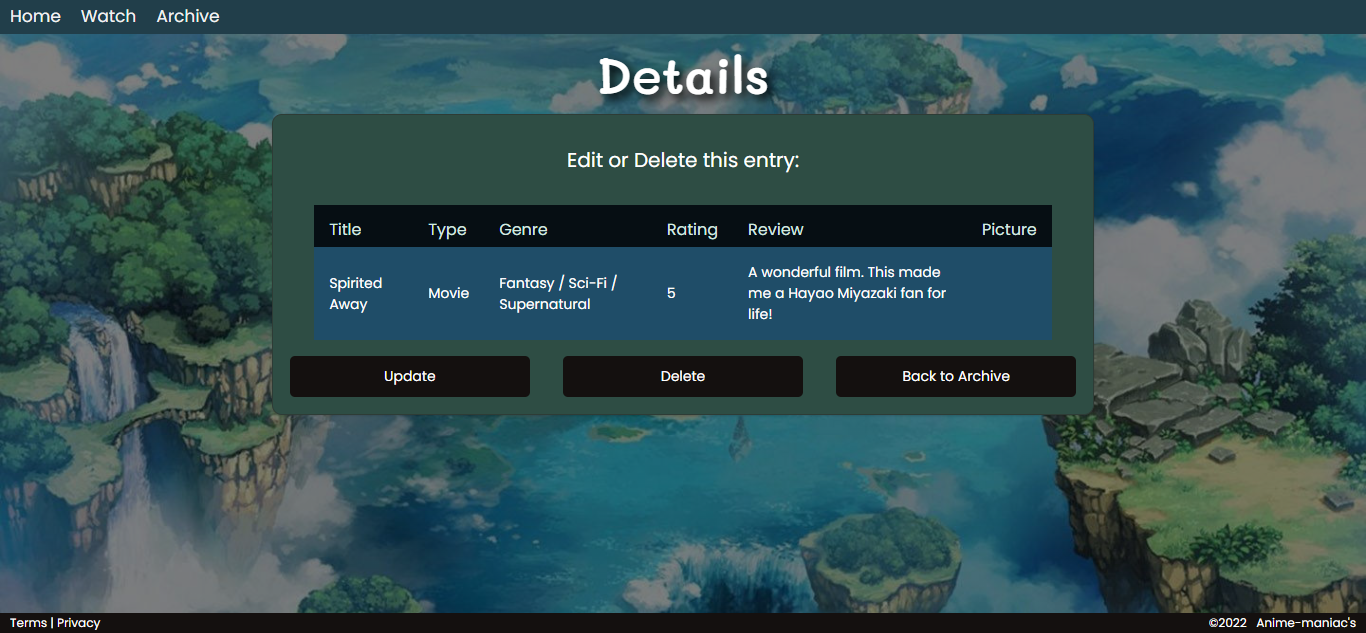 Home Watch Archive
Details
Edit or Delete this entry:
Title Type Genre Rating Review Picture
Spirited Away Movie Fantasy / Sci-Fi / Supernatural 5 A wonderful film. This made me a Hayao Miyazaki fan for life!
Update Delete Back to Archive
Terms | Privacy ©2022 Anime-maniac's